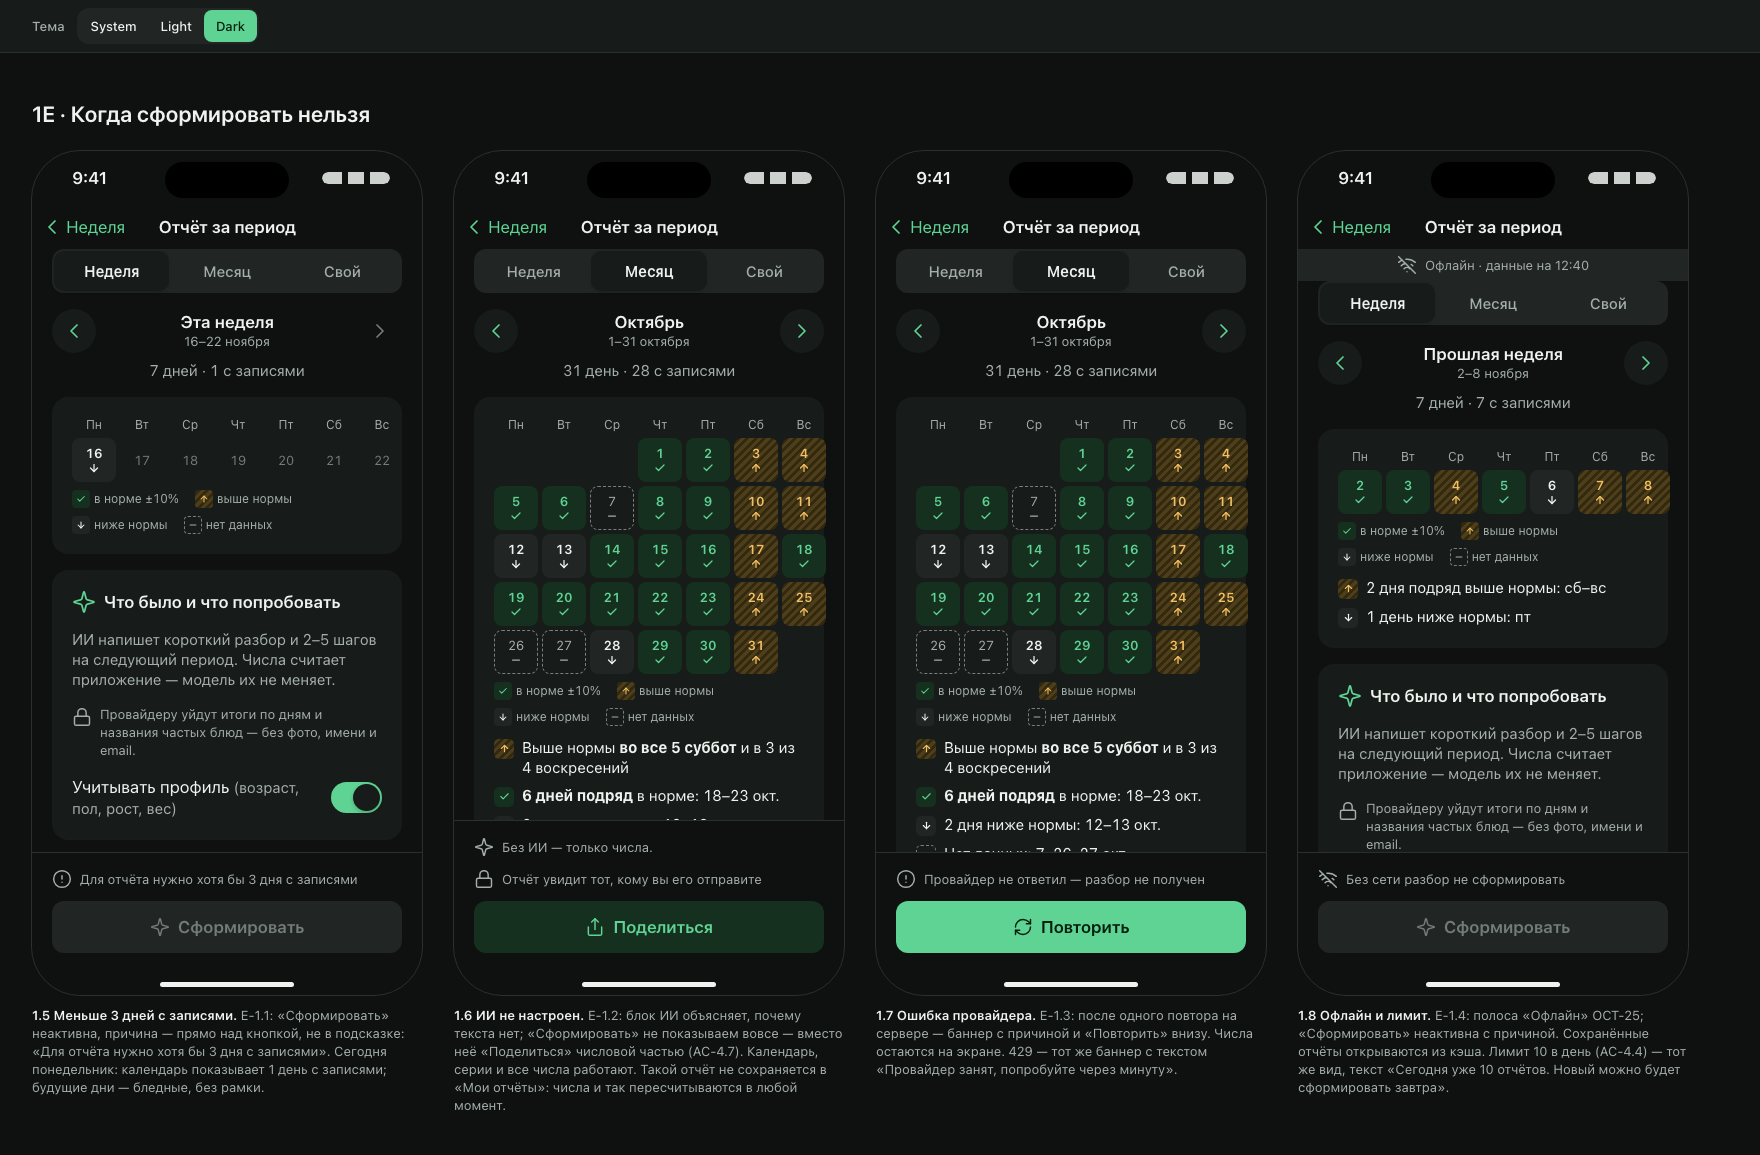 Тема System Light Dark
1E · Когда сформировать нельзя
9:41
Неделя Отчёт за период
Неделя Месяц Свой
Эта неделя
16–22 ноября
7 дней · 1 с записями
Пн Вт Ср Чт Пт Сб Вс
16 17 18 19 20 21 22
в норме ±10% выше нормы
ниже нормы нет данных
Что было и что попробовать
ИИ напишет короткий разбор и 2–5 шагов
на следующий период. Числа считает
приложение — модель их не меняет.
Провайдеру уйдут итоги по дням и
названия частых блюд — без фото, имени и
email.
Учитывать профиль (возраст,
пол, рост, вес)
Для отчёта нужно хотя бы 3 дня с записями
Сформировать
1.5 Меньше 3 дней с записями. E-1.1: «Сформировать»
неактивна, причина — прямо над кнопкой, не в подсказке:
«Для отчёта нужно хотя бы 3 дня с записями». Сегодня
понедельник: календарь показывает 1 день с записями;
будущие дни — бледные, без рамки.
9:41
Неделя Отчёт за период
Неделя Месяц Свой
Октябрь
1–31 октября
31 день · 28 с записями
Пн Вт Ср Чт Пт Сб Вс
1 2 3 4
5 6 7 8 9 10 11
12 13 14 15 16 17 18
19 20 21 22 23 24 25
26 27 28 29 30 31
в норме ±10% выше нормы
ниже нормы нет данных
Выше нормы во все 5 суббот и в 3 из
4 воскресений
6 дней подряд в норме: 18–23 окт.
Без ИИ — только числа.
Отчёт увидит тот, кому вы его отправите
Поделиться
1.6 ИИ не настроен. E-1.2: блок ИИ объясняет, почему
текста нет; «Сформировать» не показываем вовсе — вместо
неё «Поделиться» числовой частью (AC-4.7). Календарь,
серии и все числа работают. Такой отчёт не сохраняется в
«Мои отчёты»: числа и так пересчитываются в любой
момент.
9:41
Неделя Отчёт за период
Неделя Месяц Свой
Октябрь
1–31 октября
31 день · 28 с записями
Пн Вт Ср Чт Пт Сб Вс
1 2 3 4
5 6 7 8 9 10 11
12 13 14 15 16 17 18
19 20 21 22 23 24 25
26 27 28 29 30 31
в норме ±10% выше нормы
ниже нормы нет данных
Выше нормы во все 5 суббот и в 3 из
4 воскресений
6 дней подряд в норме: 18–23 окт.
2 дня ниже нормы: 12–13 окт.
Провайдер не ответил — разбор не получен
Повторить
1.7 Ошибка провайдера. E-1.3: после одного повтора на
сервере — баннер с причиной и «Повторить» внизу. Числа
остаются на экране. 429 — тот же баннер с текстом
«Провайдер занят, попробуйте через минуту».
9:41
Неделя Отчёт за период
Офлайн · данные на 12:40
Неделя Месяц Свой
Прошлая неделя
2–8 ноября
7 дней · 7 с записями
Пн Вт Ср Чт Пт Сб Вс
2 3 4 5 6 7 8
в норме ±10% выше нормы
ниже нормы нет данных
2 дня подряд выше нормы: сб–вс
1 день ниже нормы: пт
Что было и что попробовать
ИИ напишет короткий разбор и 2–5 шагов
на следующий период. Числа считает
приложение — модель их не меняет.
Провайдеру уйдут итоги по дням и
названия частых блюд — без фото, имени и
email.
Без сети разбор не сформировать
Сформировать
1.8 Офлайн и лимит. E-1.4: полоса «Офлайн» ОСТ-25;
«Сформировать» неактивна с причиной. Сохранённые
отчёты открываются из кэша. Лимит 10 в день (AC-4.4) — тот
же вид, текст «Сегодня уже 10 отчётов. Новый можно будет
сформировать завтра».